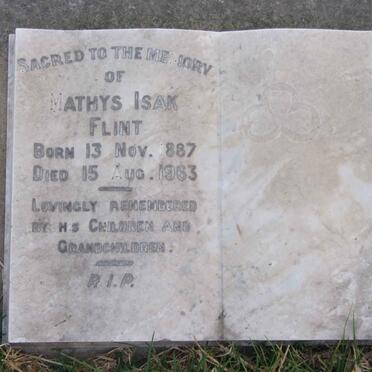 SACRED TO THE MEMORY
OF
MATHYS ISAK
FLINT
BORN 13 NOV. 1887
DIED 15 AUG. 1963
LOVINGLY REMEMBERED
BY HIS CHILDREN AND
GRANDCHILDREN.
R.I.P.